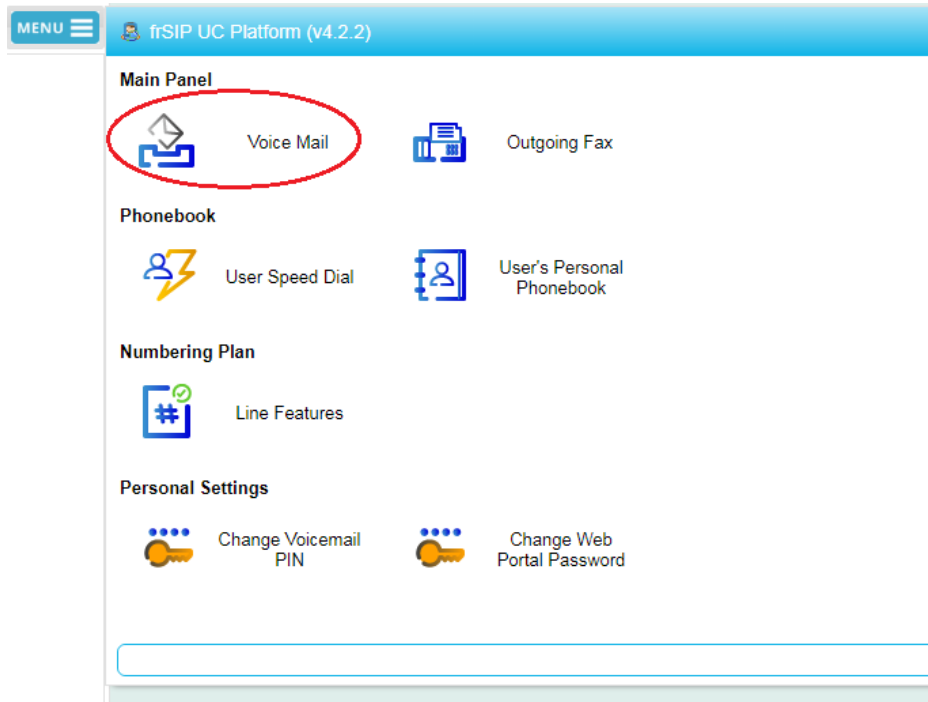 MENU
frSIP UC Platform (v4.2.2)
Main Panel
Voice Mail
Outgoing Fax
Phonebook
User Speed Dial
User's Personal
Phonebook
Numbering Plan
#
Line Features
Personal Settings
Change Voicemail
PIN
Change Web
Portal Password